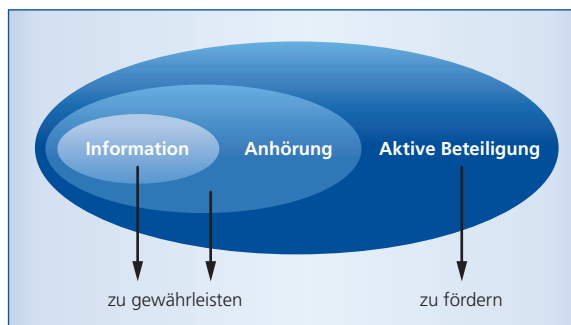 Information Anhörung Aktive Beteiligung
zu gewährleisten zu fördern